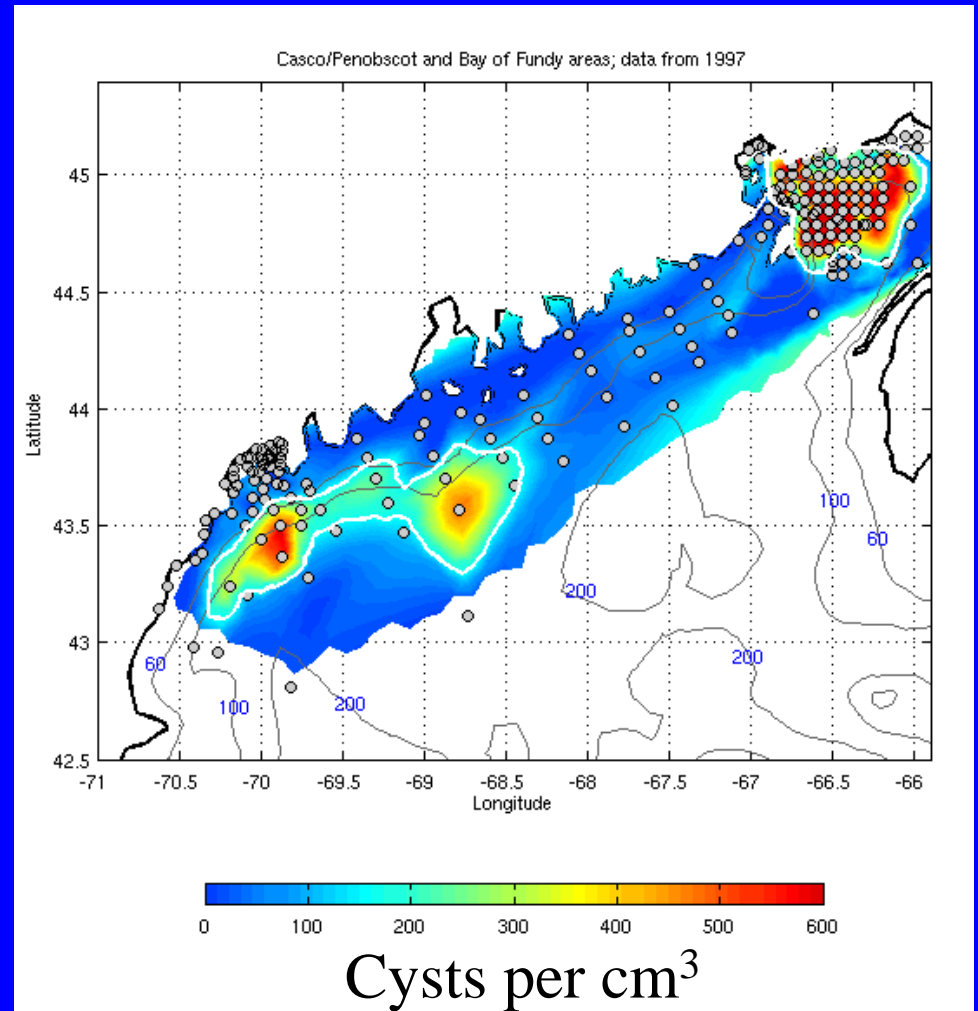 Casco/Penobscot and Bay of Fundy areas; data from 1997
45
44.5
44
43.5
43
42.5
Latitude
100
60
200
200
60
100
200
-71 -70.5 -70 -69.5 -69 -68.5 -68 -67.5 -67 -66.5 -66
Longitude
0 100 200 300 400 500 600
Cysts per cm³